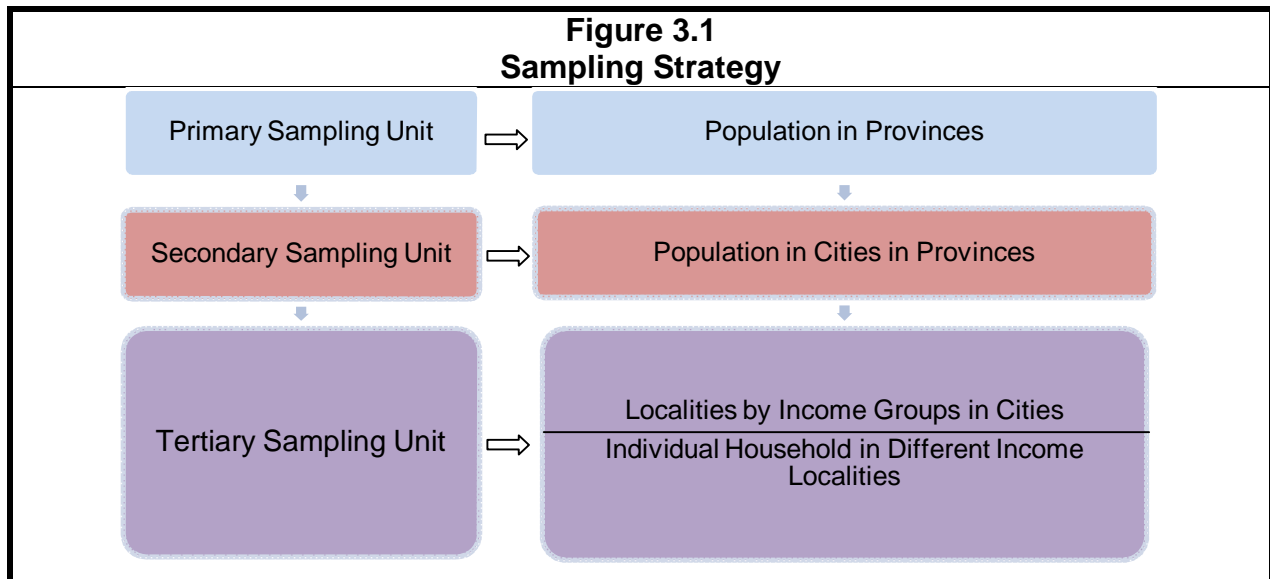 Figure 3.1
Sampling Strategy
Primary Sampling Unit
Population in Provinces
Secondary Sampling Unit
Population in Cities in Provinces
Tertiary Sampling Unit
Localities by Income Groups in Cities
Individual Household in Different Income
Localities